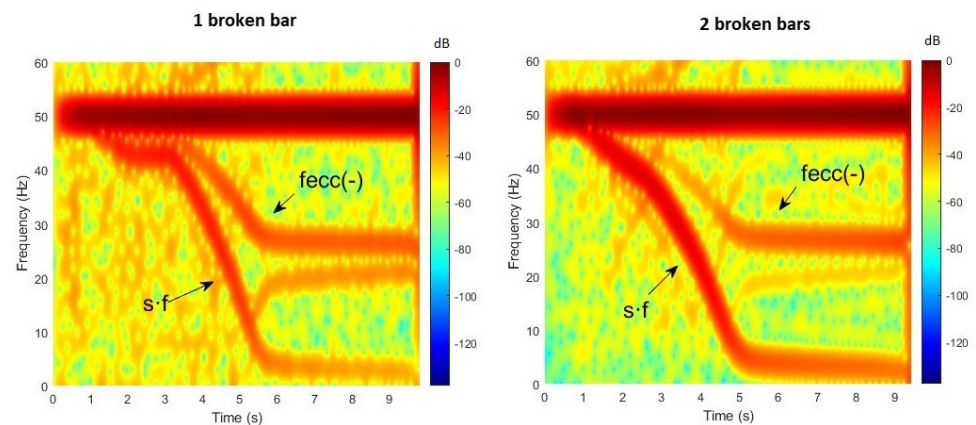 1 broken bar
dB
60
50
40
30
20
10
0
Frequency (Hz)
0 1 2 3 4 5 6 7 8 9
Time (s)
fecc(-)
s·f
0
-20
-40
-60
-80
-100
-120
2 broken bars
dB
60
50
40
30
20
10
0
Frequency (Hz)
0 1 2 3 4 5 6 7 8 9
Time (s)
fecc(-)
s·f
0
-20
-40
-60
-80
-100
-120